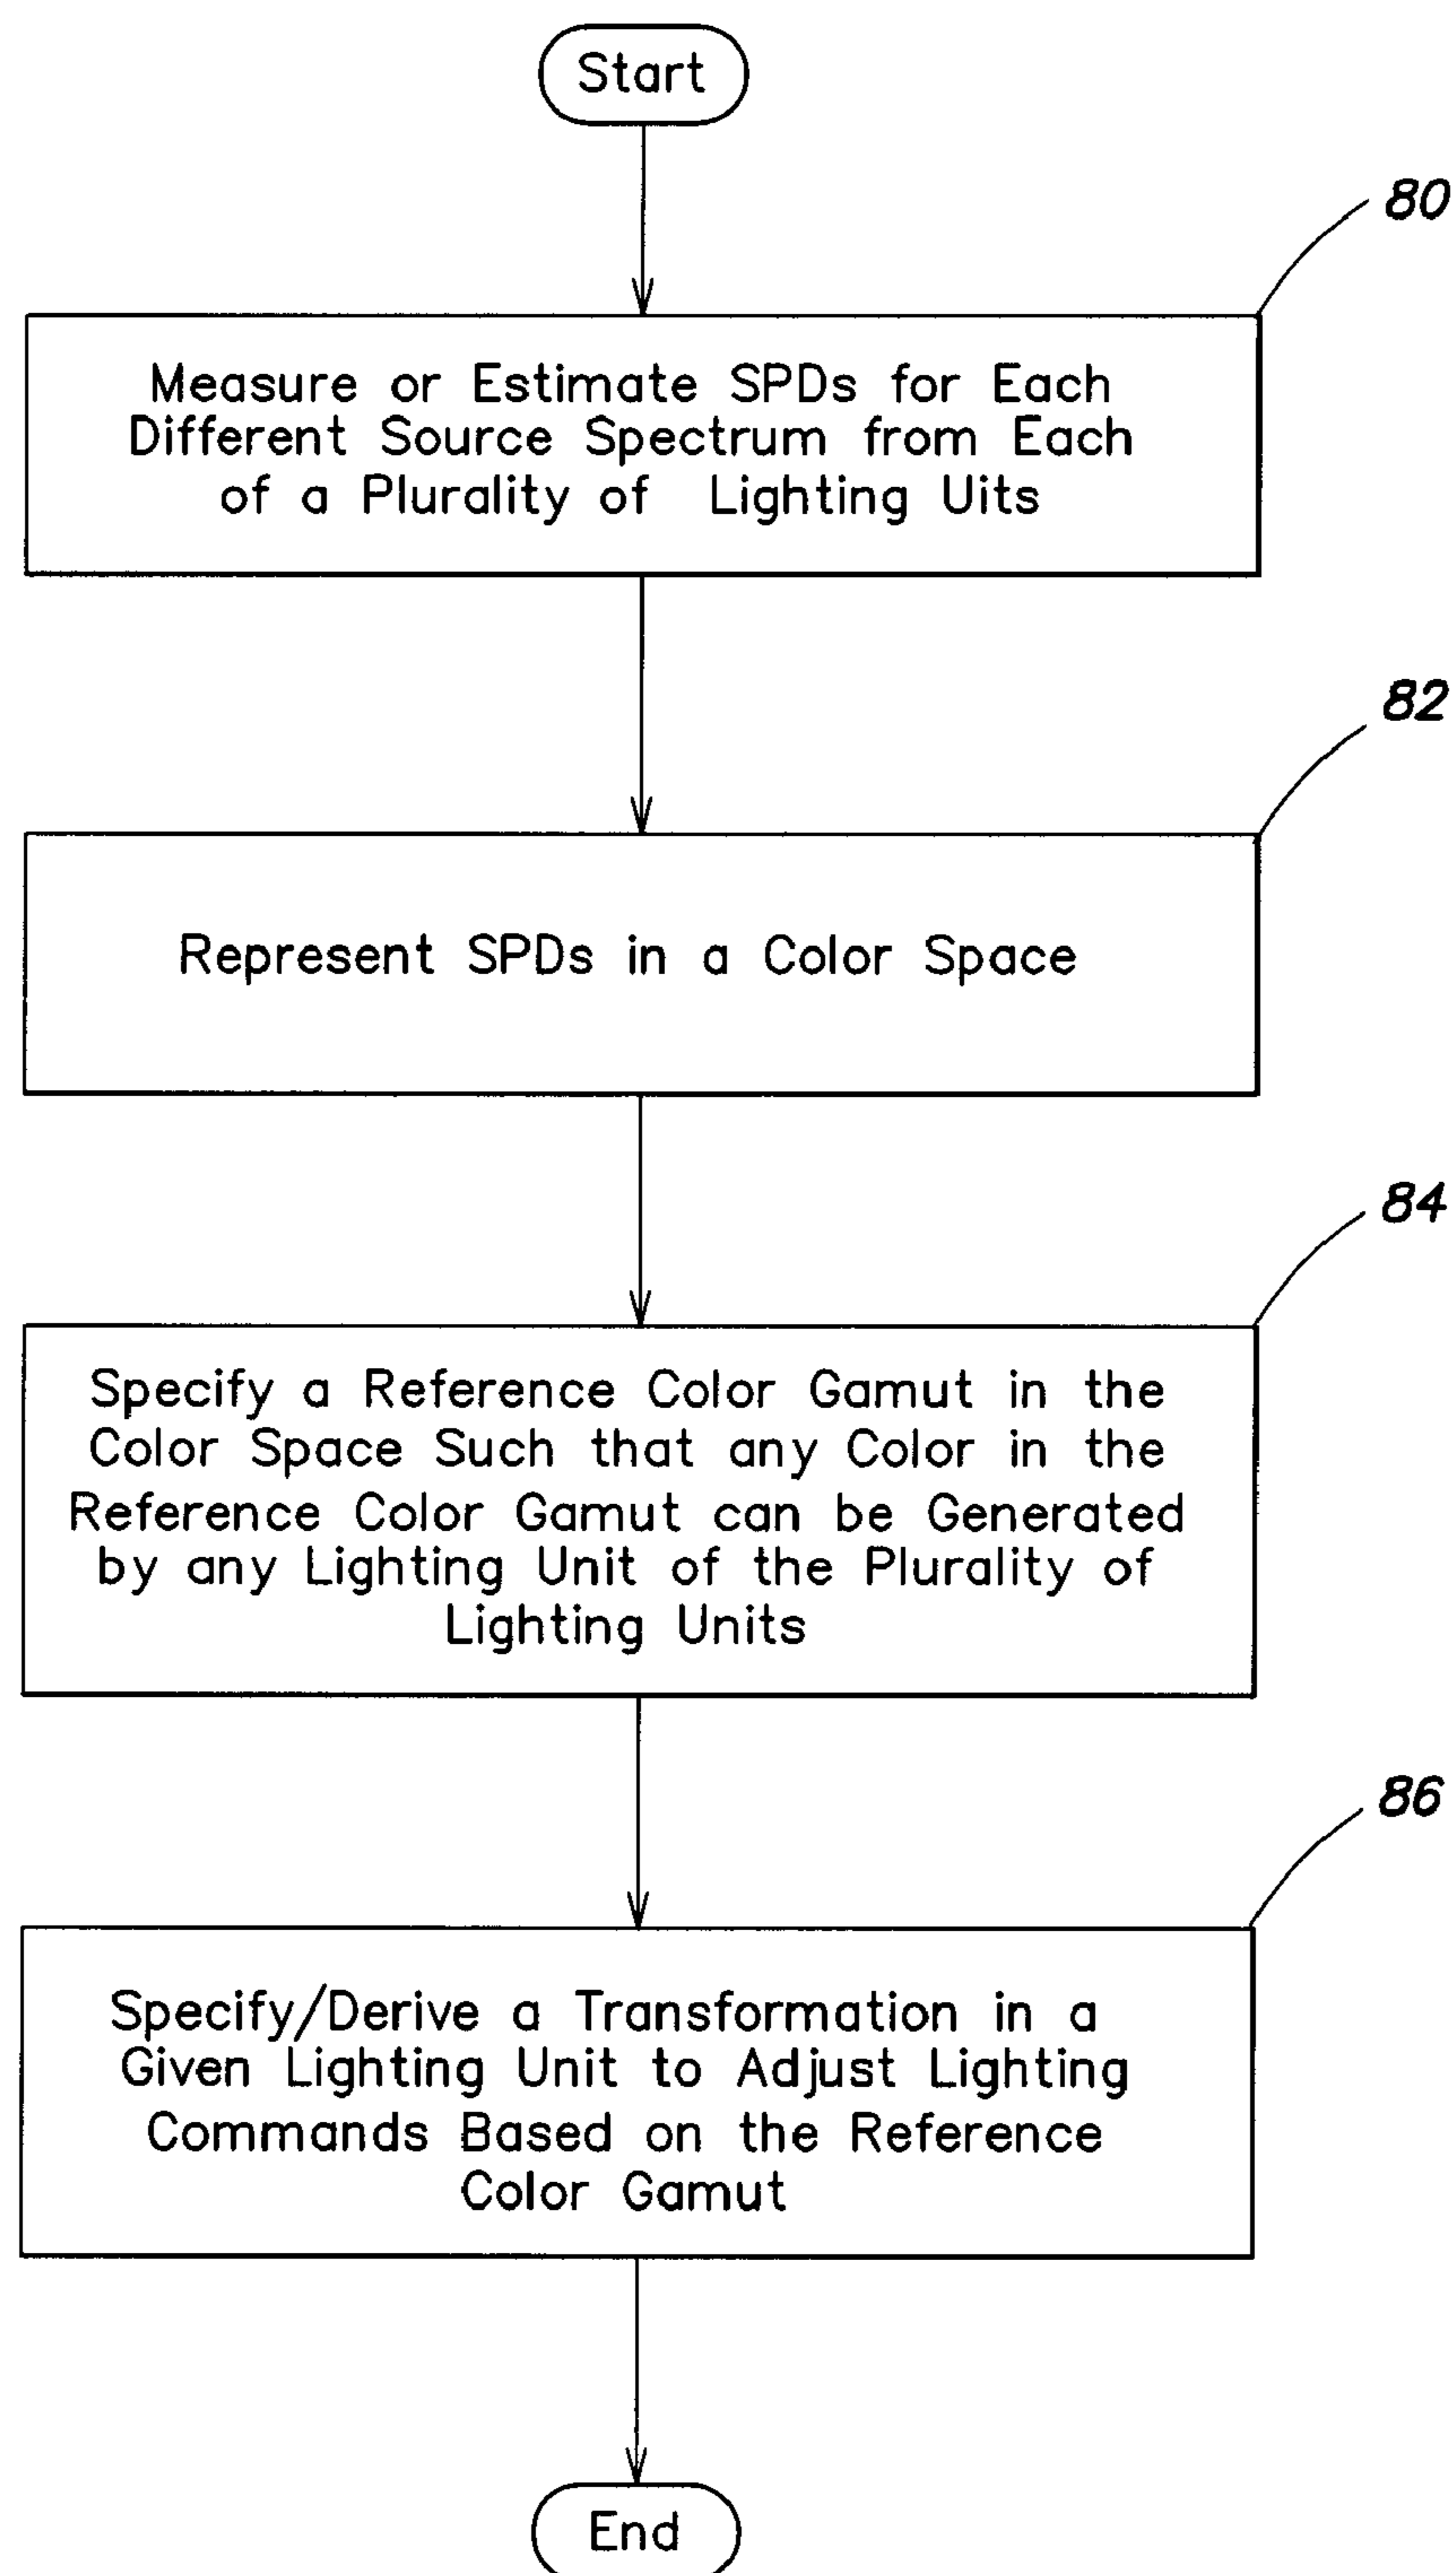 Start
80
Measure or Estimate SPDs for Each
Different Source Spectrum from Each
of a Plurality of Lighting Uits
82
Represent SPDs in a Color Space
84
Specify a Reference Color Gamut in the
Color Space Such that any Color in the
Reference Color Gamut can be Generated
by any Lighting Unit of the Plurality of
Lighting Units
86
Specify/Derive a Transformation in a
Given Lighting Unit to Adjust Lighting
Commands Based on the Reference
Color Gamut
End